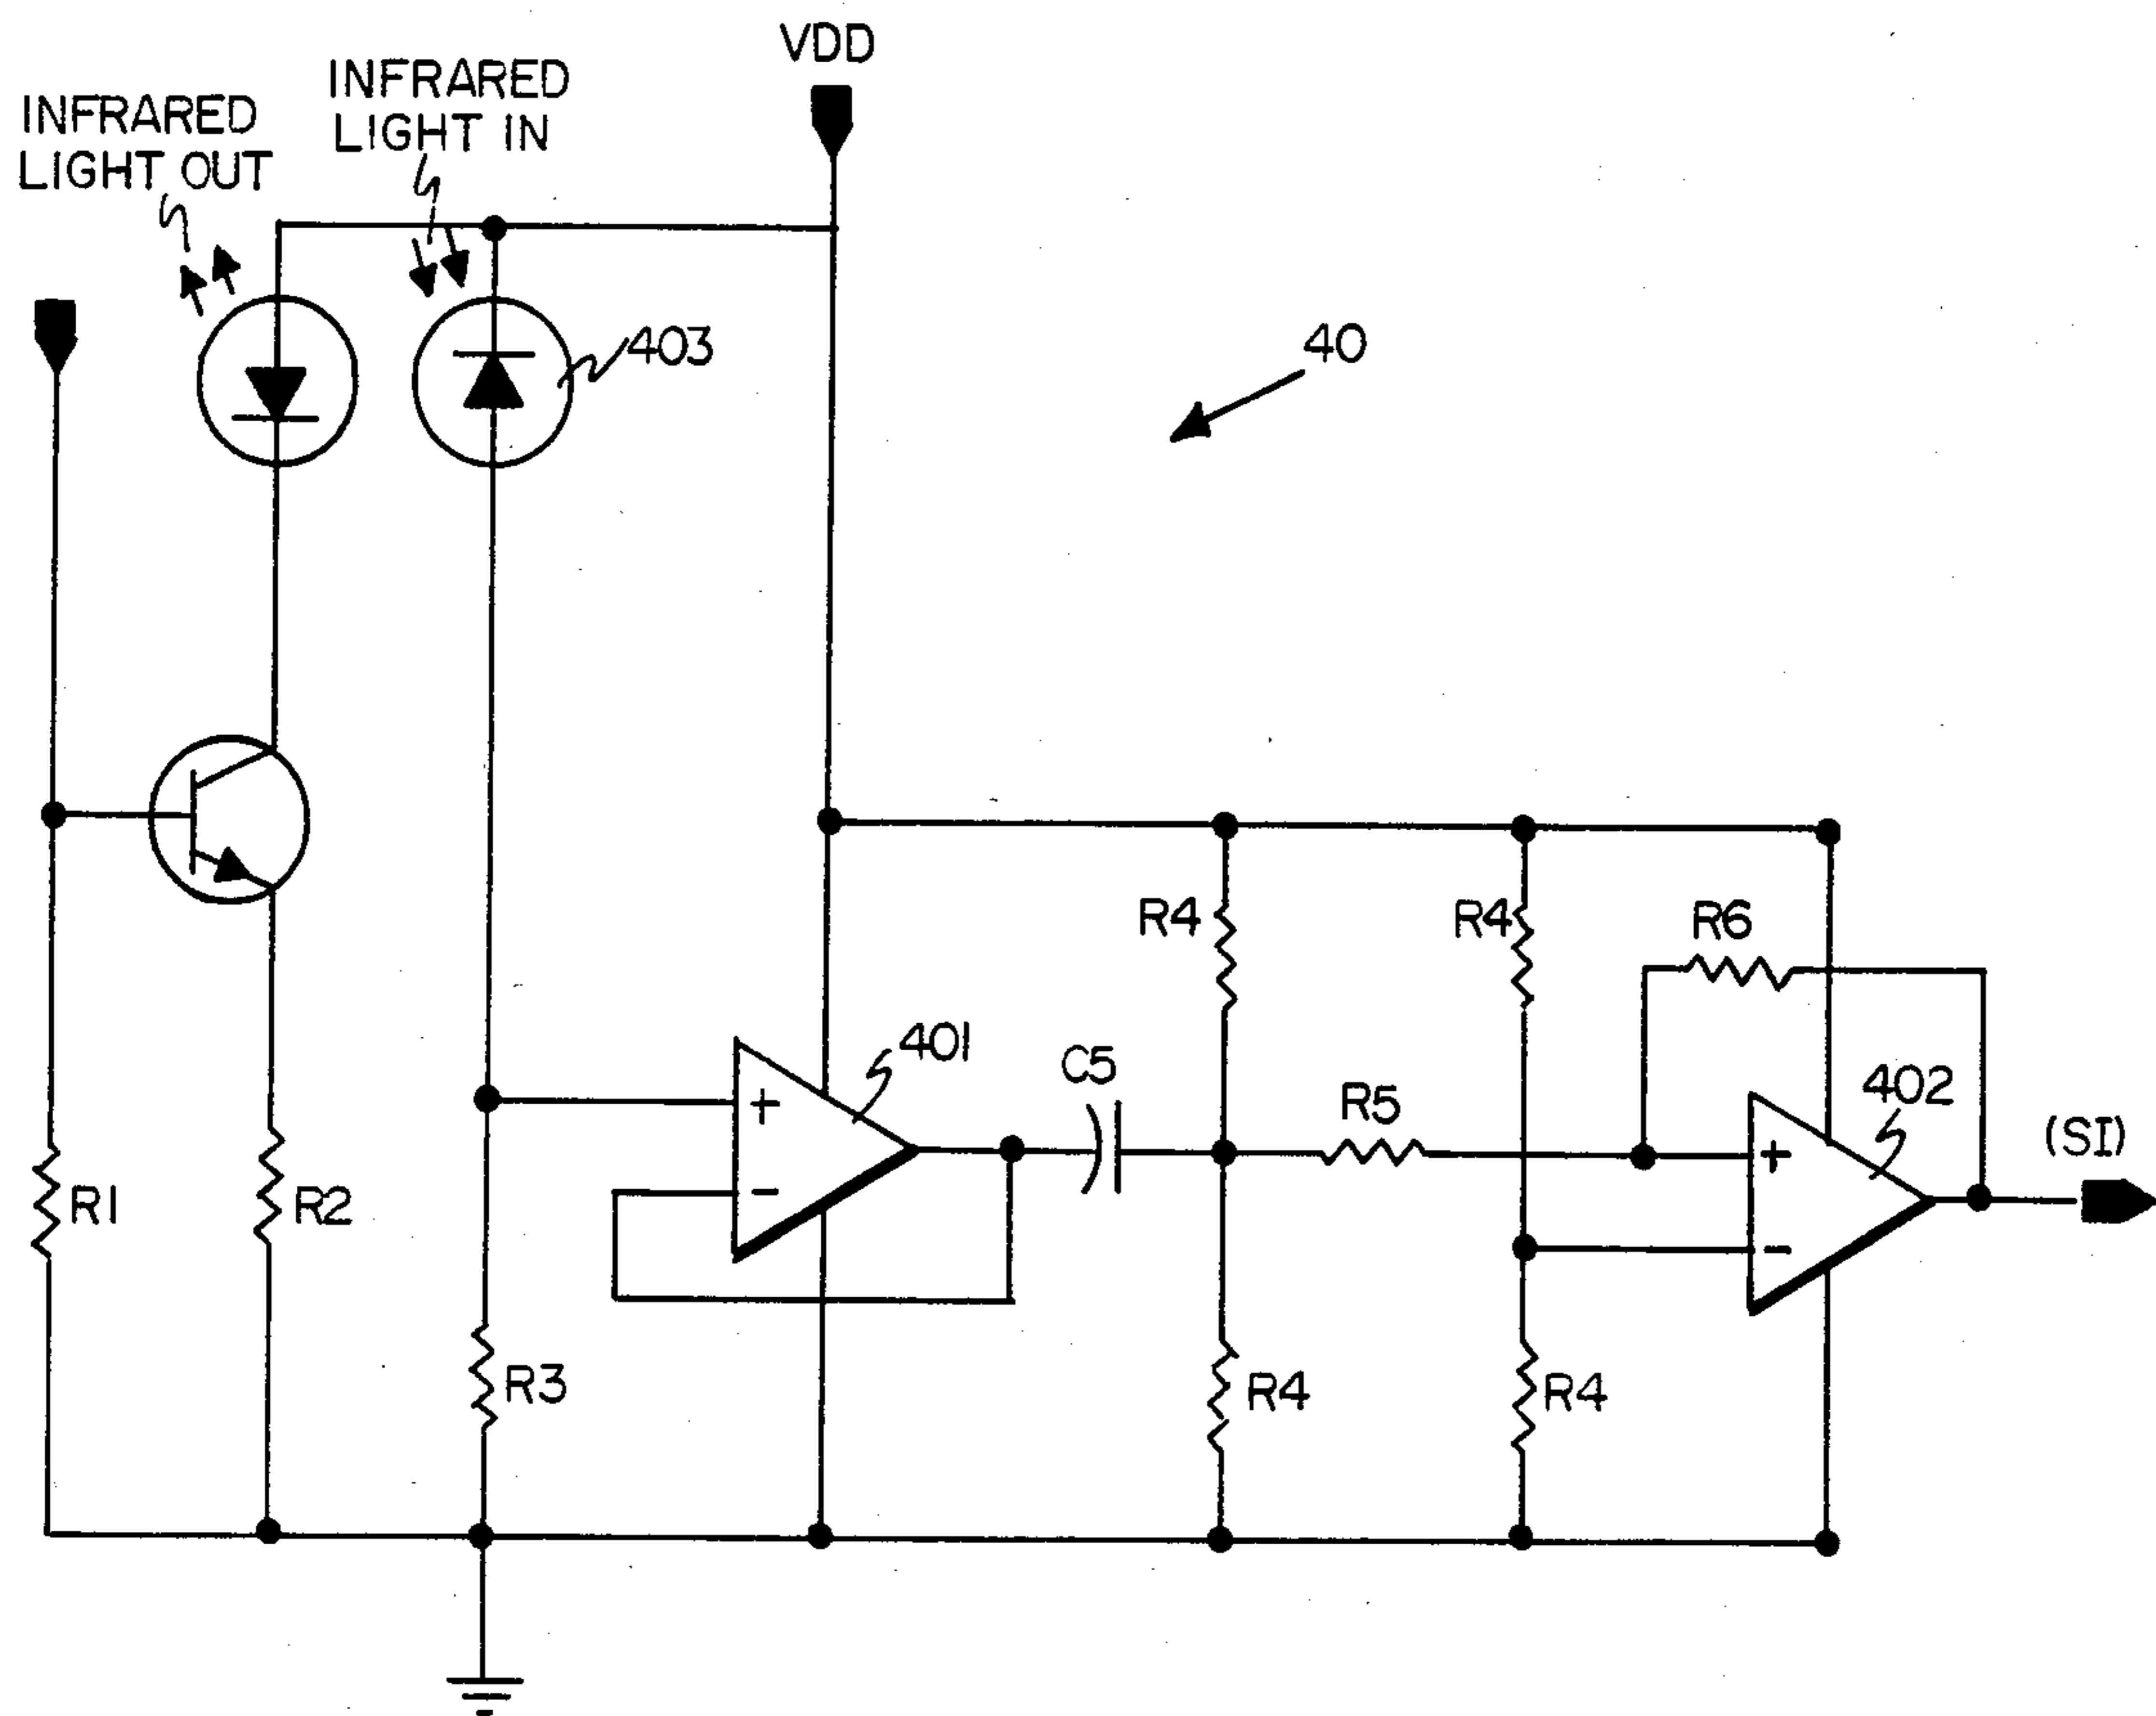 VDD
INFRARED
LIGHT IN
INFRARED
LIGHT OUT
403
40
R4
R4
R6
401
C5
R5
402
(SI)
+
+
-
-
R1
R2
R3
R4
R4